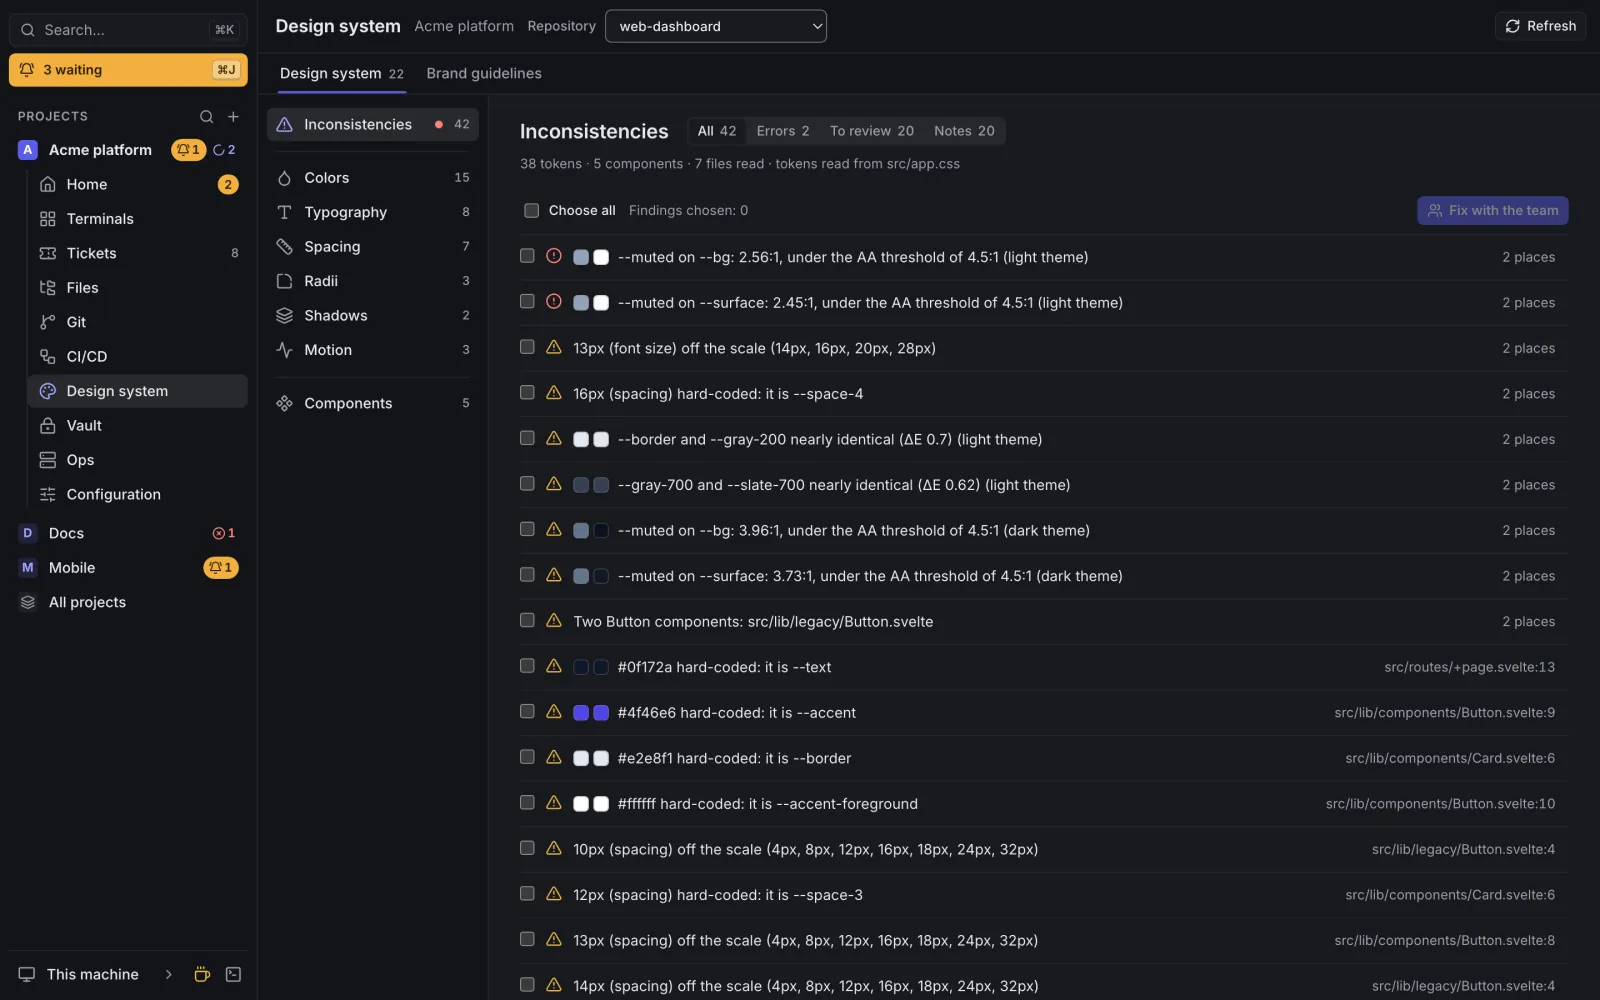 Search...
⌘K
3 waiting
⌘J
PROJECTS
A
Acme platform
1
2
Home
2
Terminals
Tickets
8
Files
Git
CI/CD
Design system
Vault
Ops
Configuration
D
Docs
1
M
Mobile
1
All projects
This machine
Design system
Acme platform
Repository
web-dashboard
Refresh
Design system 22
Brand guidelines
Inconsistencies
42
Colors
15
Typography
8
Spacing
7
Radii
3
Shadows
2
Motion
3
Components
5
Inconsistencies
All 42
Errors 2
To review 20
Notes 20
38 tokens · 5 components · 7 files read · tokens read from src/app.css
Choose all
Findings chosen: 0
Fix with the team
--muted on --bg: 2.56:1, under the AA threshold of 4.5:1 (light theme)
2 places
--muted on --surface: 2.45:1, under the AA threshold of 4.5:1 (light theme)
2 places
13px (font size) off the scale (14px, 16px, 20px, 28px)
2 places
16px (spacing) hard-coded: it is --space-4
2 places
--border and --gray-200 nearly identical (ΔE 0.7) (light theme)
2 places
--gray-700 and --slate-700 nearly identical (ΔE 0.62) (light theme)
2 places
--muted on --bg: 3.96:1, under the AA threshold of 4.5:1 (dark theme)
2 places
--muted on --surface: 3.73:1, under the AA threshold of 4.5:1 (dark theme)
2 places
Two Button components: src/lib/legacy/Button.svelte
2 places
#0f172a hard-coded: it is --text
src/routes/+page.svelte:13
#4f46e6 hard-coded: it is --accent
src/lib/components/Button.svelte:9
#e2e8f1 hard-coded: it is --border
src/lib/components/Card.svelte:6
#ffffff hard-coded: it is --accent-foreground
src/lib/components/Button.svelte:10
10px (spacing) off the scale (4px, 8px, 12px, 16px, 18px, 24px, 32px)
src/lib/legacy/Button.svelte:4
12px (spacing) hard-coded: it is --space-3
src/lib/components/Card.svelte:6
13px (spacing) off the scale (4px, 8px, 12px, 16px, 18px, 24px, 32px)
src/lib/components/Button.svelte:8
14px (spacing) off the scale (4px, 8px, 12px, 16px, 18px, 24px, 32px)
src/lib/legacy/Button.svelte:4